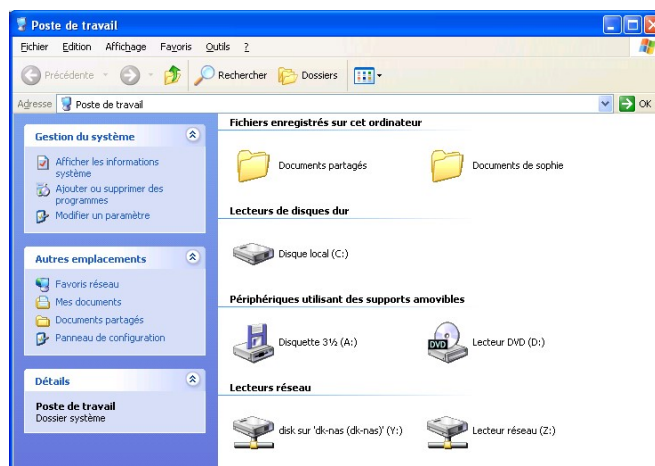 Poste de travail
Fichier Edition Affichage Favoris Outils ?
Précédente Rechercher Dossiers
Adresse Poste de travail OK
Gestion du système
Afficher les informations
système
Ajouter ou supprimer des
programmes
Modifier un paramètre
Autres emplacements
Favoris réseau
Mes documents
Documents partagés
Panneau de configuration
Détails
Poste de travail
Dossier système
Fichiers enregistrés sur cet ordinateur
Documents partagés Documents de sophie
Lecteurs de disques dur
Disque local (C:)
Périphériques utilisant des supports amovibles
Disquette 3½ (A:) DVD Lecteur DVD (D:)
Lecteurs réseau
disk sur 'dk-nas (dk-nas)' (Y:) Lecteur réseau (Z:)